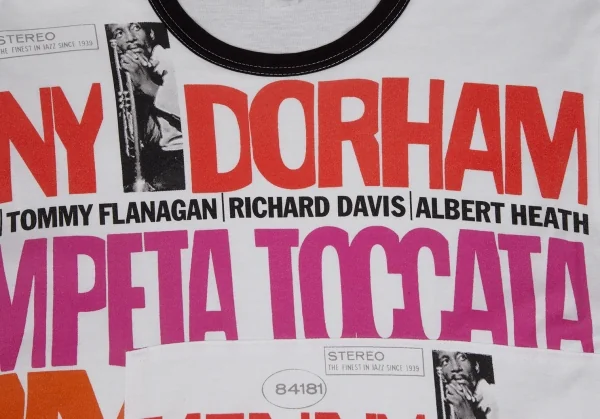 STEREO
THE FINEST IN JAZZ SINCE 1939
NY DORHAM
TOMMY FLANAGAN | RICHARD DAVIS | ALBERT HEATH
MPETA TOCCATA
STEREO
THE FINEST IN JAZZ SINCE 1939
84181